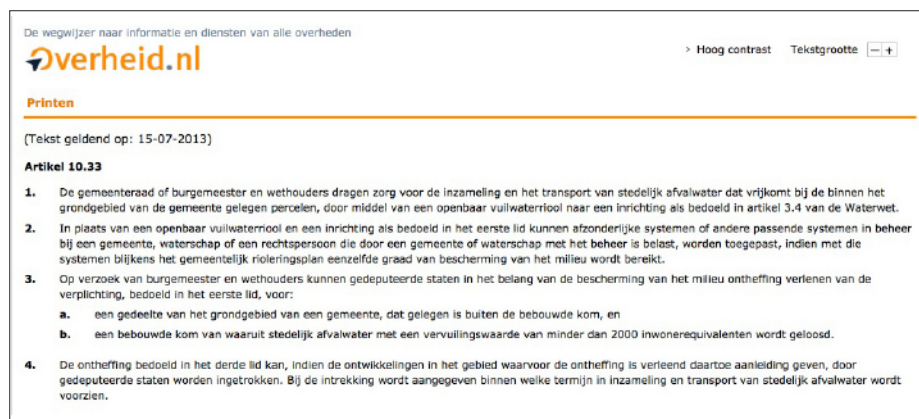 De wegwijzer naar informatie en diensten van alle overheden
Overheid.nl
> Hoog contrast Tekstgrootte − +
Printen
(Tekst geldend op: 15-07-2013)
Artikel 10.33
1. De gemeenteraad of burgemeester en wethouders dragen zorg voor de inzameling en het transport van stedelijk afvalwater dat vrijkomt bij de binnen het
grondgebied van de gemeente gelegen percelen, door middel van een openbaar vuilwaterriool naar een inrichting als bedoeld in artikel 3.4 van de Waterwet.
2. In plaats van een openbaar vuilwaterriool en een inrichting als bedoeld in het eerste lid kunnen afzonderlijke systemen of andere passende systemen in beheer
bij een gemeente, waterschap of een rechtspersoon die door een gemeente of waterschap met het beheer is belast, worden toegepast, indien met die
systemen blijkens het gemeentelijk rioleringsplan eenzelfde graad van bescherming van het milieu wordt bereikt.
3. Op verzoek van burgemeester en wethouders kunnen gedeputeerde staten in het belang van de bescherming van het milieu ontheffing verlenen van de
verplichting, bedoeld in het eerste lid, voor:
a. een gedeelte van het grondgebied van een gemeente, dat gelegen is buiten de bebouwde kom, en
b. een bebouwde kom van waaruit stedelijk afvalwater met een vervuilingswaarde van minder dan 2000 inwonerequivalenten wordt geloosd.
4. De ontheffing bedoeld in het derde lid kan, indien de ontwikkelingen in het gebied waarvoor de ontheffing is verleend daartoe aanleiding geven, door
gedeputeerde staten worden ingetrokken. Bij de intrekking wordt aangegeven binnen welke termijn in inzameling en transport van stedelijk afvalwater wordt
voorzien.